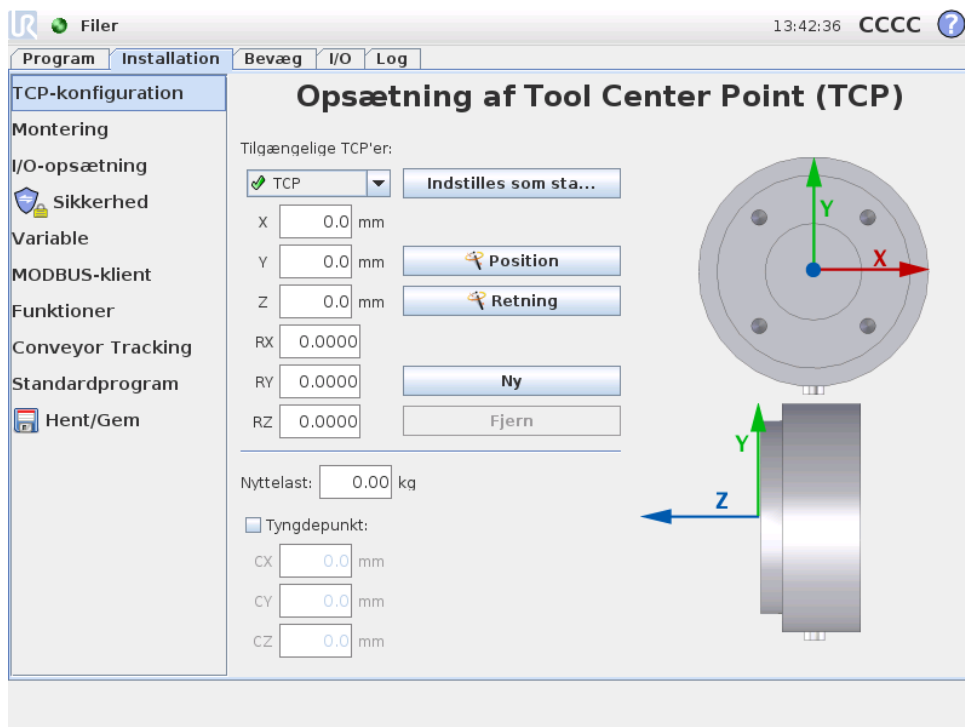 UR Filer 13:42:36 CCCC ?
Program Installation Bevæg I/O Log
TCP-konfiguration
Montering
I/O-opsætning
Sikkerhed
Variable
MODBUS-klient
Funktioner
Conveyor Tracking
Standardprogram
Hent/Gem
Opsætning af Tool Center Point (TCP)
Tilgængelige TCP'er:
TCP Indstilles som sta...
X 0.0 mm
Y 0.0 mm Position
Z 0.0 mm Retning
RX 0.0000
RY 0.0000 Ny
RZ 0.0000 Fjern
Nyttelast: 0.00 kg
Tyngdepunkt:
CX 0.0 mm
CY 0.0 mm
CZ 0.0 mm
Y
X
Y
Z